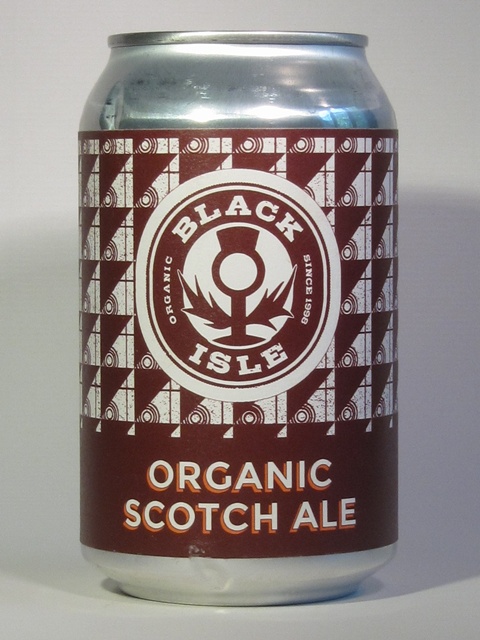 BLACK
ORGANIC
SINCE 1998
ISLE
ORGANIC
SCOTCH ALE